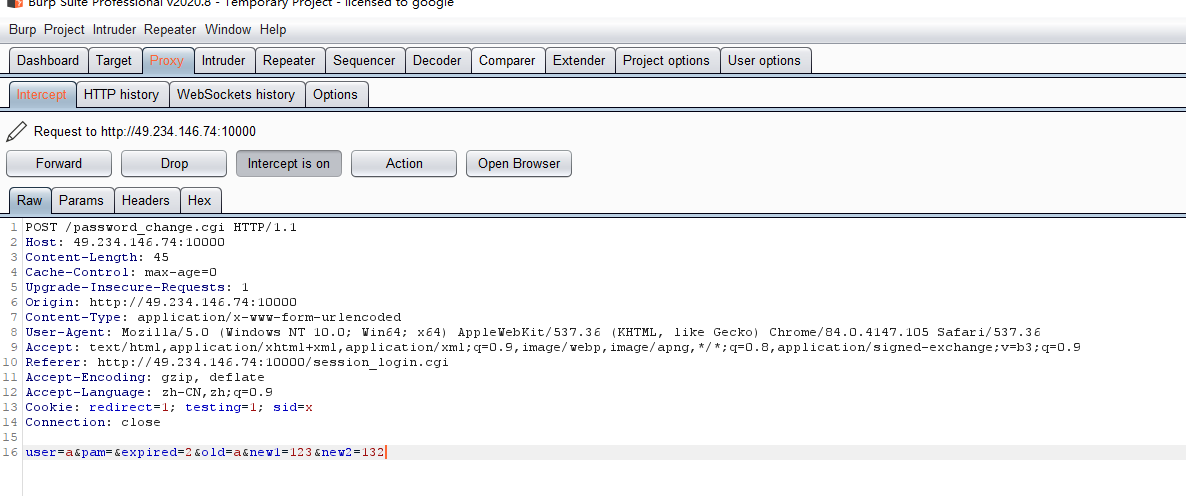 Burp Suite Professional v2020.8 - Temporary Project - licensed to google
Burp Project Intruder Repeater Window Help
Dashboard Target Proxy Intruder Repeater Sequencer Decoder Comparer Extender Project options User options
Intercept HTTP history WebSockets history Options
Request to http://49.234.146.74:10000
Forward Drop Intercept is on Action Open Browser
Raw Params Headers Hex
1 POST /password_change.cgi HTTP/1.1
2 Host: 49.234.146.74:10000
3 Content-Length: 45
4 Cache-Control: max-age=0
5 Upgrade-Insecure-Requests: 1
6 Origin: http://49.234.146.74:10000
7 Content-Type: application/x-www-form-urlencoded
8 User-Agent: Mozilla/5.0 (Windows NT 10.0; Win64; x64) AppleWebKit/537.36 (KHTML, like Gecko) Chrome/84.0.4147.105 Safari/537.36
9 Accept: text/html,application/xhtml+xml,application/xml;q=0.9,image/webp,image/apng,*/*;q=0.8,application/signed-exchange;v=b3;q=0.9
10 Referer: http://49.234.146.74:10000/session_login.cgi
11 Accept-Encoding: gzip, deflate
12 Accept-Language: zh-CN,zh;q=0.9
13 Cookie: redirect=1; testing=1; sid=x
14 Connection: close
15
16 user=a&pam=&expired=2&old=a&new1=123&new2=132